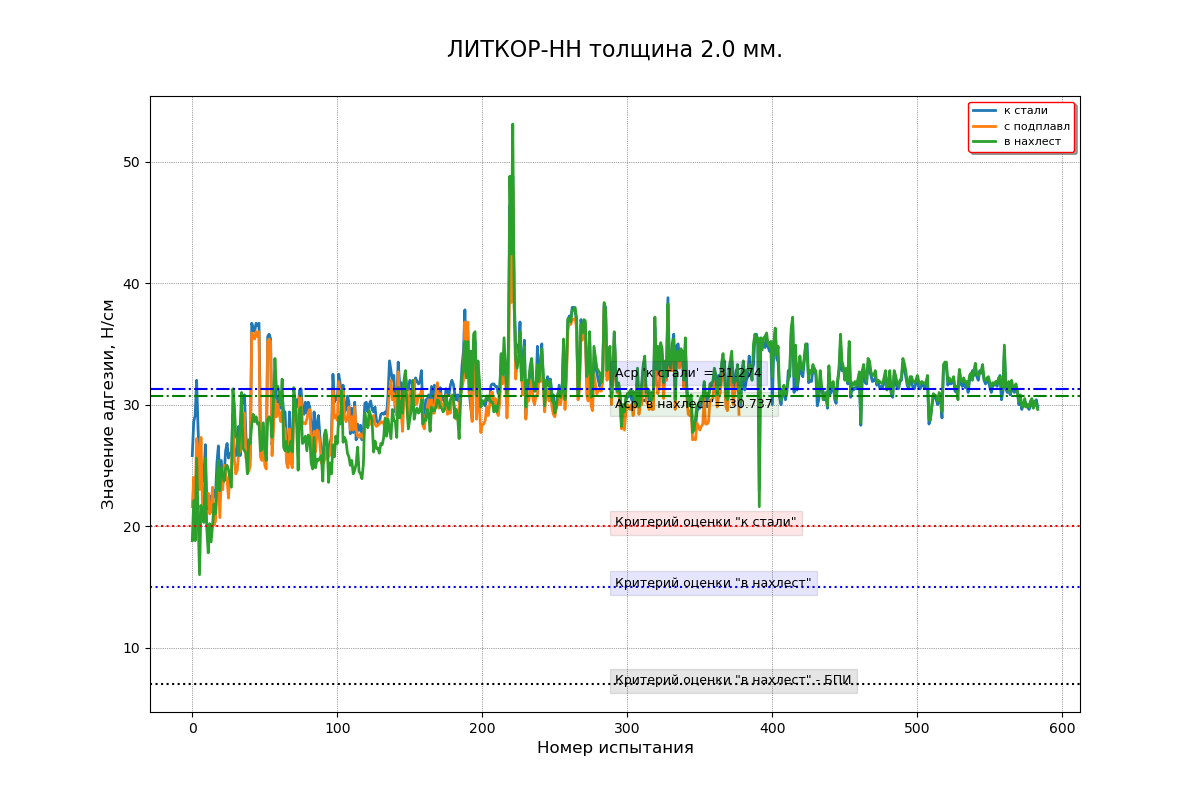 ЛИТКОР-НН толщина 2.0 мм.
к стали
с подплавл
в нахлест
Значение адгезии, Н/см
50
40
30
20
10
Аср 'к стали' = 31.274
Аср 'в нахлест'= 30.737
Критерий оценки "к стали"
Критерий оценки "в нахлест"
Критерий оценки "в нахлест" - БПИ
0
100
200
300
400
500
600
Номер испытания